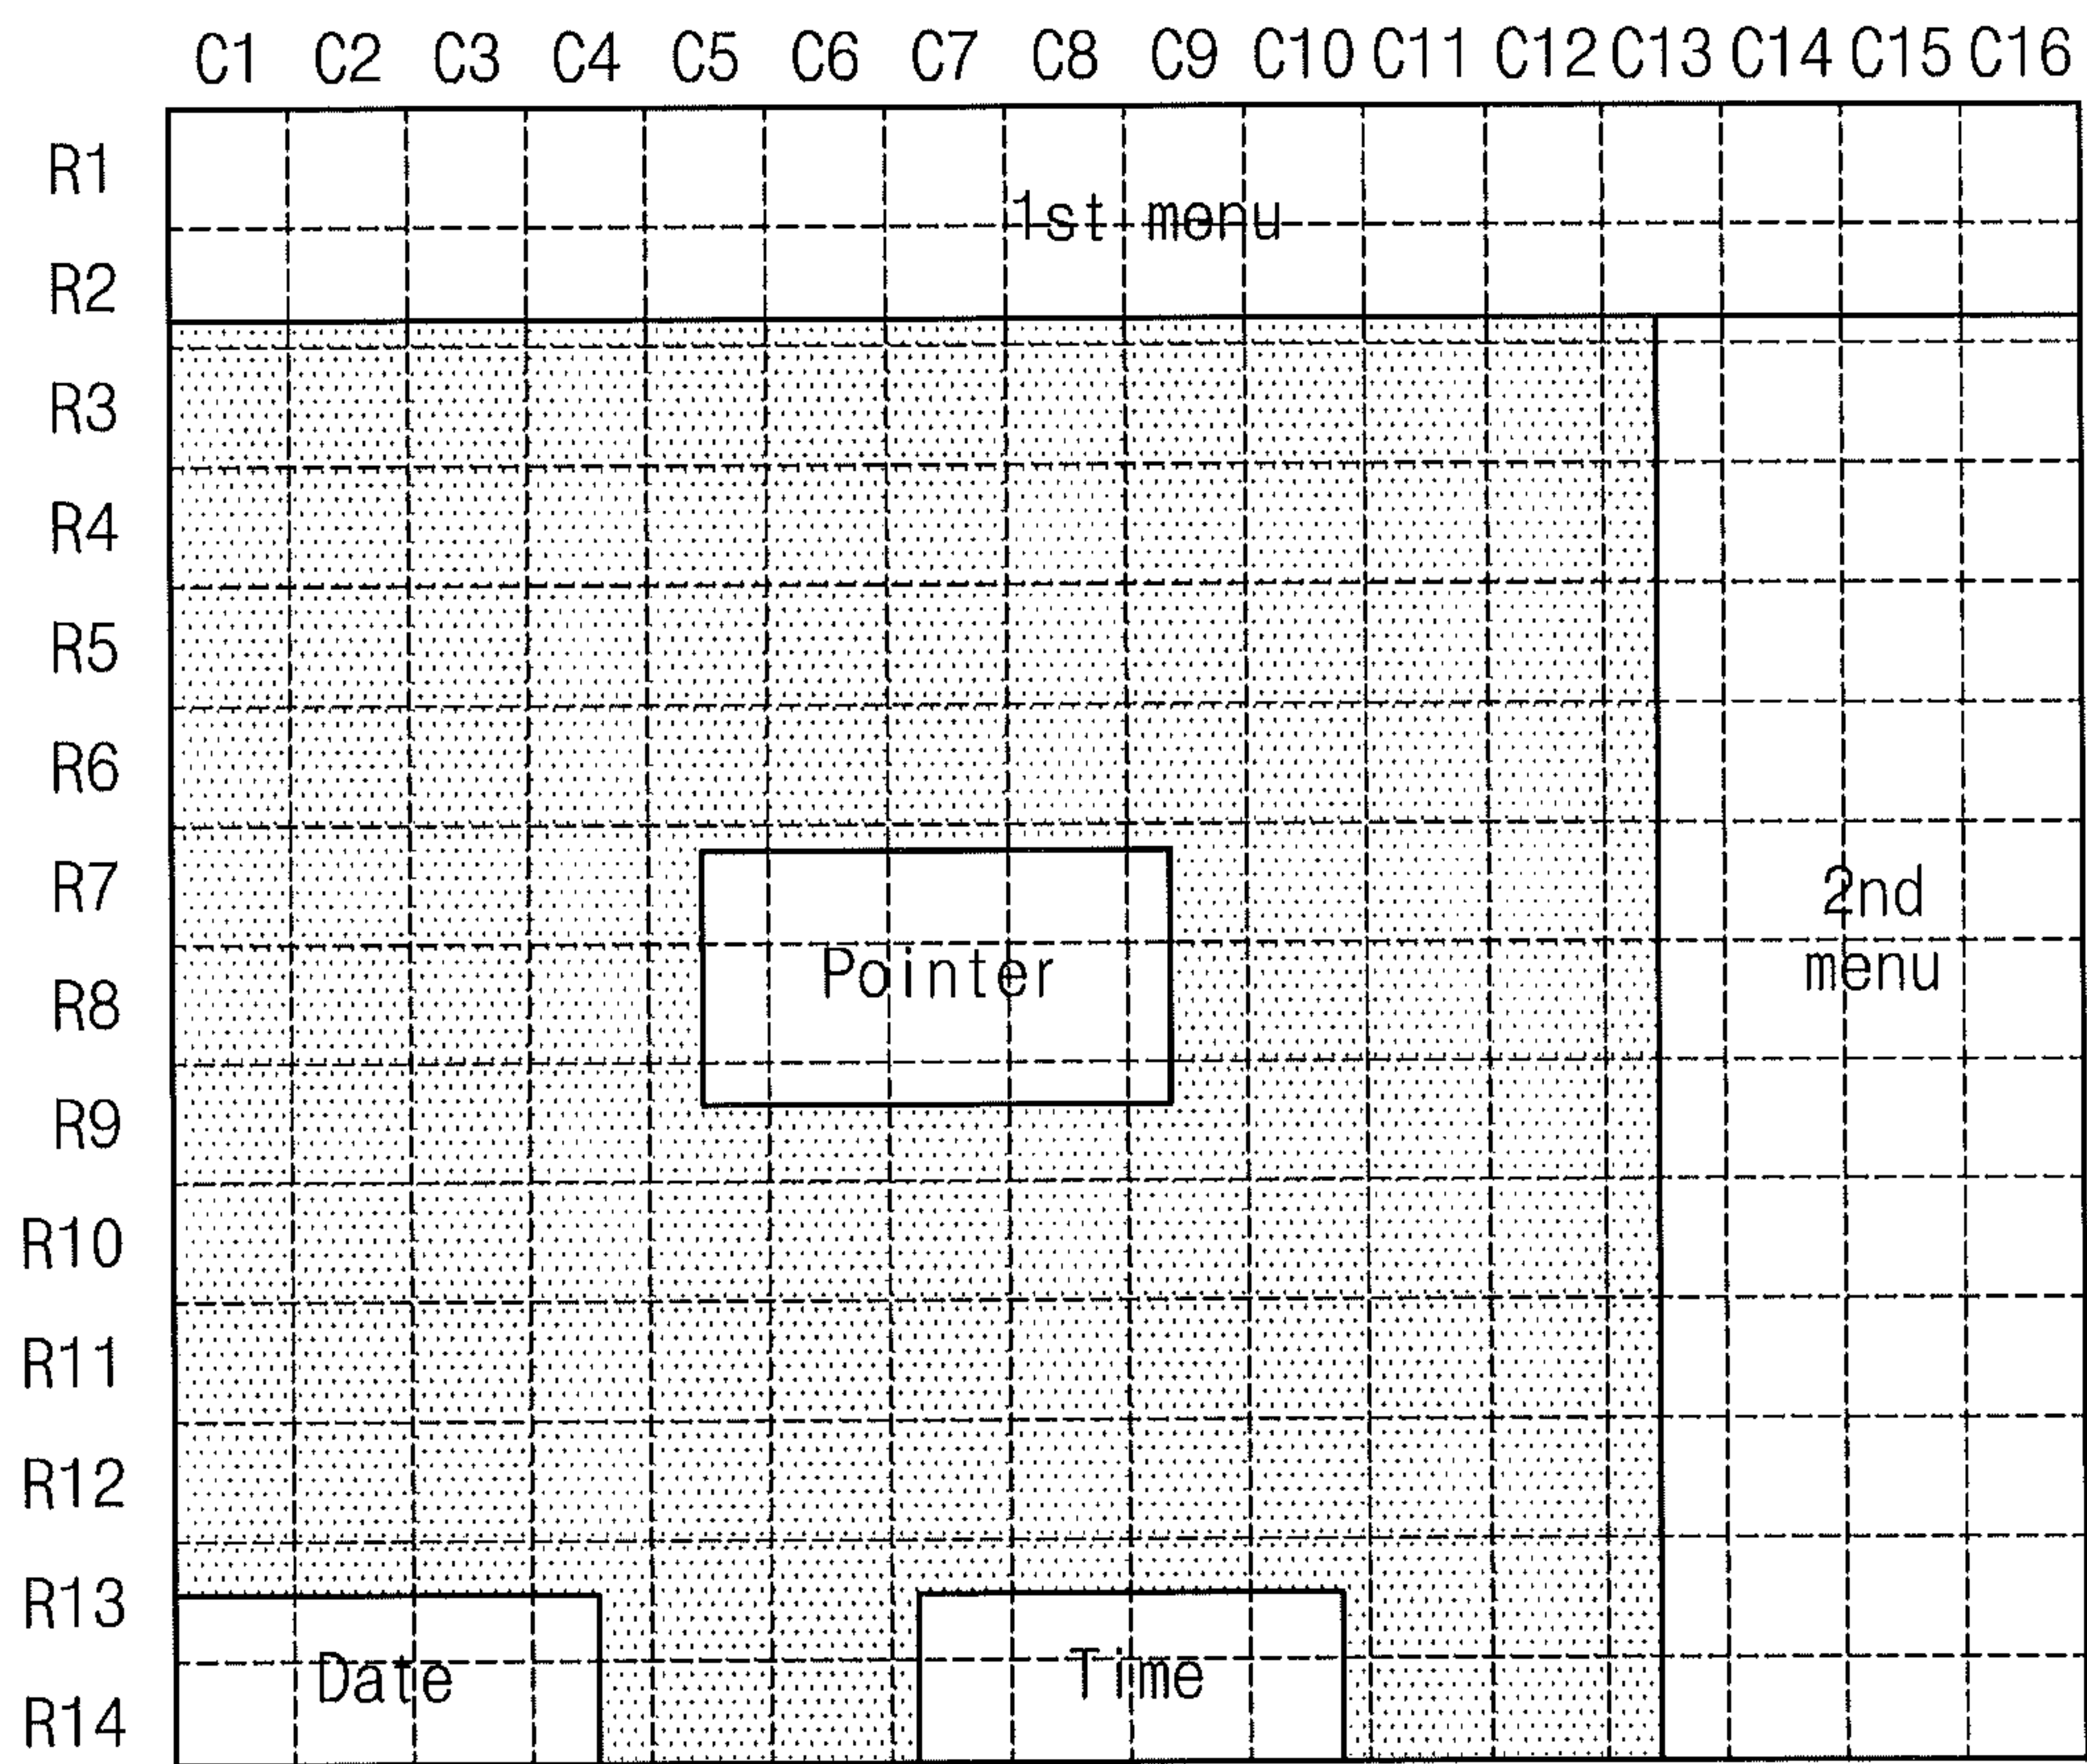 C1 C2 C3 C4 C5 C6 C7 C8 C9 C10 C11 C12 C13 C14 C15 C16
R1
1st menu
R2
R3
R4
R5
R6
R7
2nd
menu
R8
Pointer
R9
R10
R11
R12
R13
Date
Time
R14